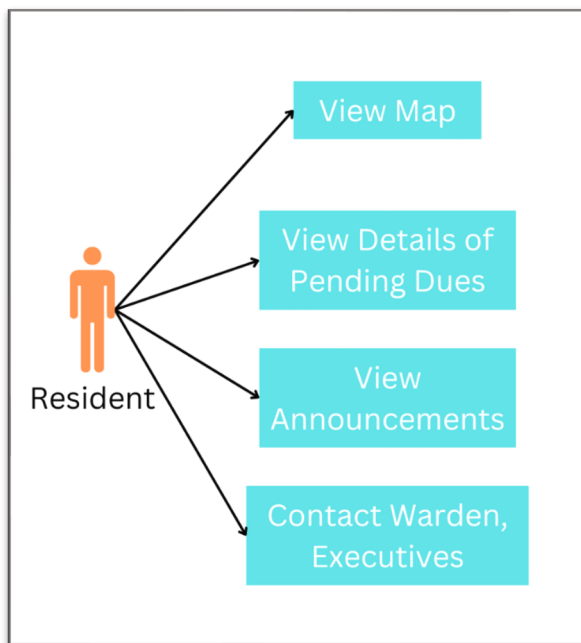 View Map
View Details of
Pending Dues
Resident
View
Announcements
Contact Warden,
Executives